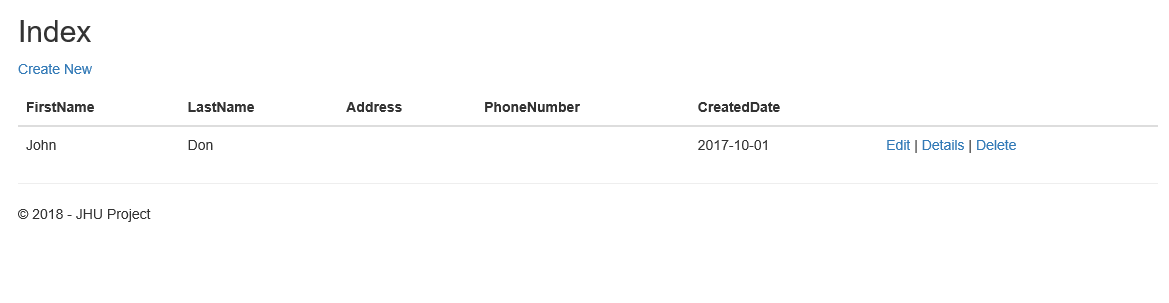 Index
Create New
FirstName LastName Address PhoneNumber CreatedDate
John Don 2017-10-01 Edit | Details | Delete
© 2018 - JHU Project